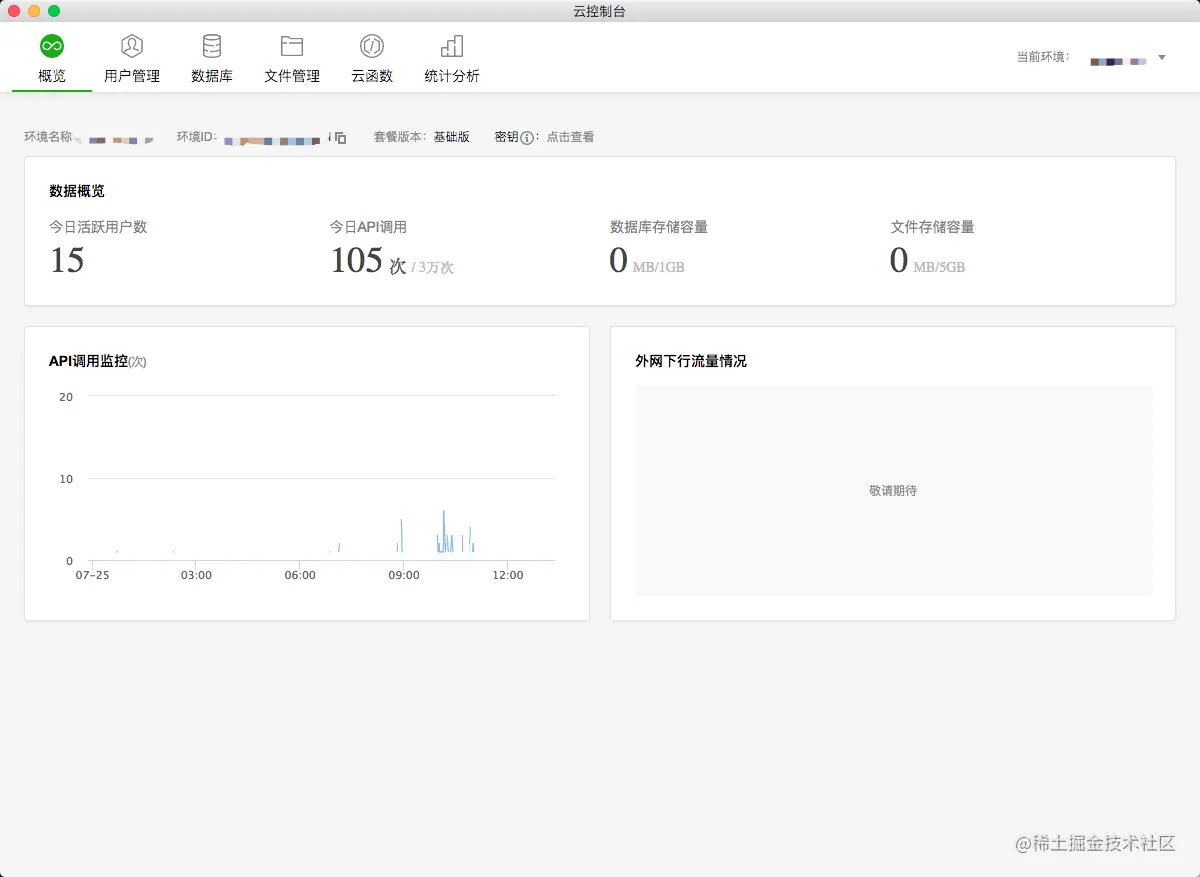 云控制台
概览 用户管理 数据库 文件管理 云函数 统计分析 当前环境:
环境名称 环境ID: 套餐版本: 基础版 密钥 : 点击查看
数据概览
今日活跃用户数 今日API调用 数据库存储容量 文件存储容量
15 105 次 / 3万次 0 MB/1GB 0 MB/5GB
API调用监控(次) 外网下行流量情况
20
10
0
07-25 03:00 06:00 09:00 12:00
敬请期待
@稀土掘金技术社区